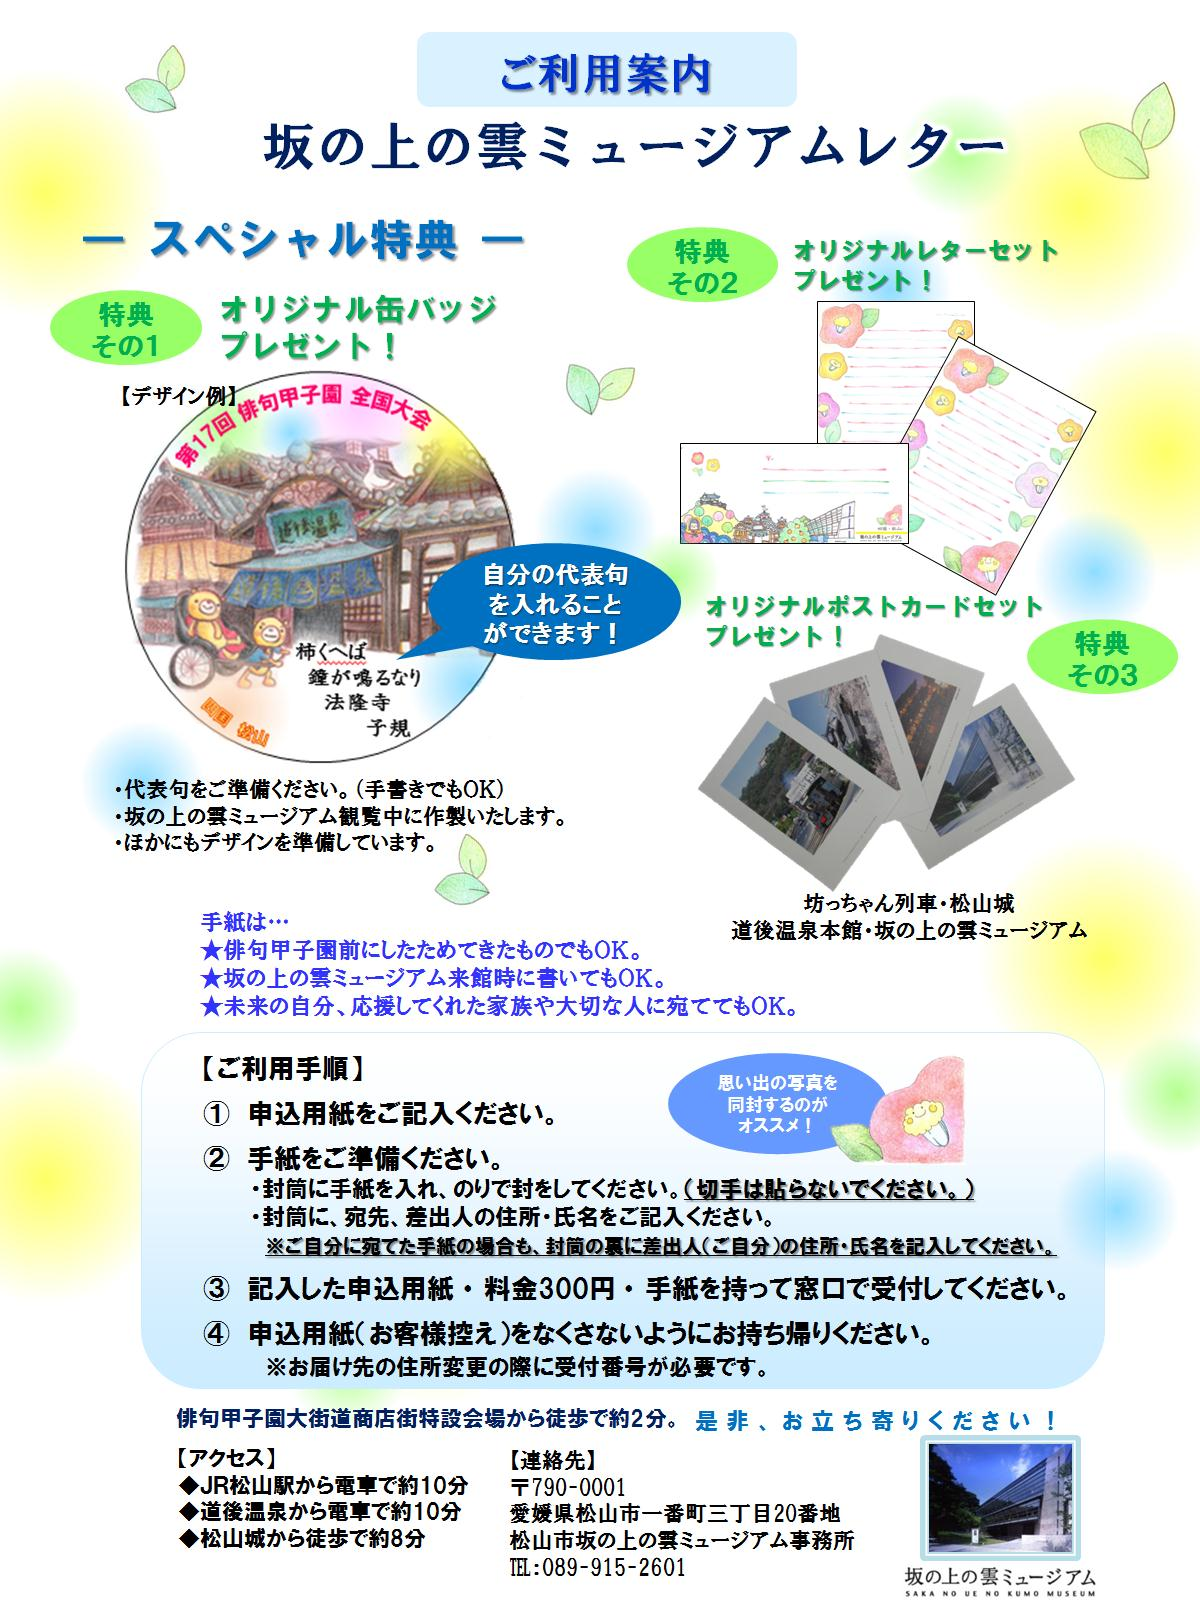 ご利用案内
坂の上の雲ミュージアムレター
― スペシャル特典 ―
特典
その1
オリジナル缶バッジ
プレゼント！
【デザイン例】
第17回 俳句甲子園 全国大会
道後温泉
柿くへば
鐘が鳴るなり
法隆寺
子規
四国 松山
自分の代表句
を入れること
ができます！
・代表句をご準備ください。（手書きでもOK）
・坂の上の雲ミュージアム観覧中に作製いたします。
・ほかにもデザインを準備しています。
特典
その2
オリジナルレターセット
プレゼント！
坂の上の雲ミュージアム
オリジナルポストカードセット
プレゼント！
特典
その3
坊っちゃん列車・松山城
道後温泉本館・坂の上の雲ミュージアム
手紙は…
★俳句甲子園前にしたためてきたものでもOK。
★坂の上の雲ミュージアム来館時に書いてもOK。
★未来の自分、応援してくれた家族や大切な人に宛ててもOK。
【ご利用手順】
思い出の写真を
同封するのが
オススメ！
① 申込用紙をご記入ください。
② 手紙をご準備ください。
・封筒に手紙を入れ、のりで封をしてください。（切手は貼らないでください。）
・封筒に、宛先、差出人の住所・氏名をご記入ください。
※ご自分に宛てた手紙の場合も、封筒の裏に差出人（ご自分）の住所・氏名を記入してください。
③ 記入した申込用紙・料金300円・手紙を持って窓口で受付してください。
④ 申込用紙（お客様控え）をなくさないようにお持ち帰りください。
※お届け先の住所変更の際に受付番号が必要です。
俳句甲子園大街道商店街特設会場から徒歩で約2分。 是非、お立ち寄りください！
【アクセス】
◆JR松山駅から電車で約10分
◆道後温泉から電車で約10分
◆松山城から徒歩で約8分
【連絡先】
〒790-0001
愛媛県松山市一番町三丁目20番地
松山市坂の上の雲ミュージアム事務所
℡：089-915-2601
坂の上の雲ミュージアム
SAKA NO UE NO KUMO MUSEUM